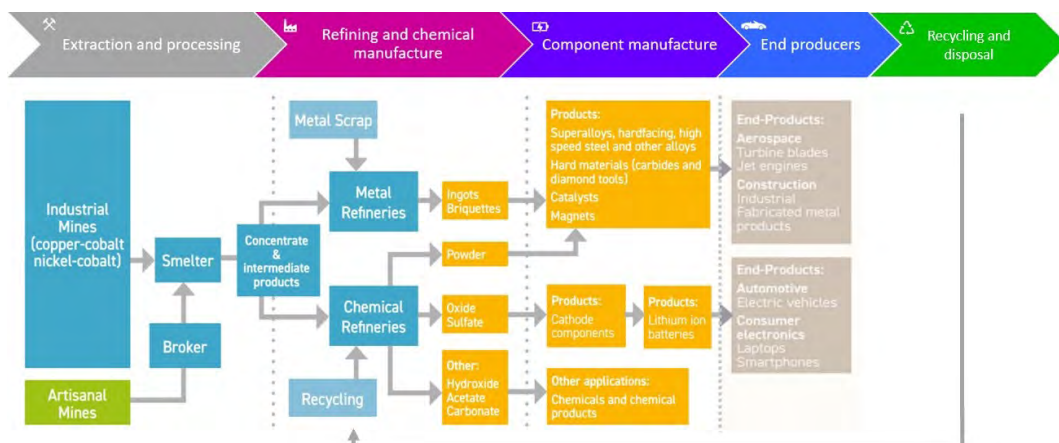 Extraction and processing
Refining and chemical
manufacture
Component manufacture
End producers
Recycling and
disposal
Industrial
Mines
(copper-cobalt
nickel-cobalt)
Artisanal
Mines
Smelter
Broker
Concentrate
&
intermediate
products
Metal Scrap
Metal
Refineries
Chemical
Refineries
Recycling
Ingots
Briquettes
Powder
Oxide
Sulfate
Other:
Hydroxide
Acetate
Carbonate
Products:
Superalloys, hardfacing, high
speed steel and other alloys
Hard materials (carbides and
diamond tools)
Catalysts
Magnets
Products:
Cathode
components
Products:
Lithium ion
batteries
Other applications:
Chemicals and chemical
products
End-Products:
Aerospace
Turbine blades
Jet engines
Construction
Industrial
Fabricated metal
products
End-Products:
Automotive
Electric vehicles
Consumer
electronics
Laptops
Smartphones